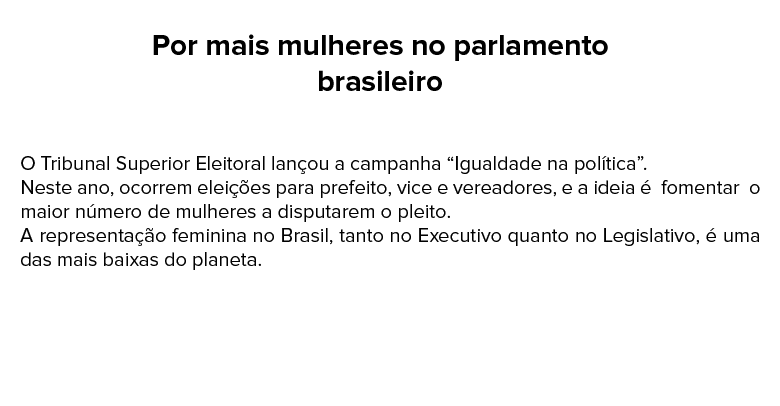 Por mais mulheres no parlamento
brasileiro
O Tribunal Superior Eleitoral lançou a campanha “Igualdade na política”.
Neste ano, ocorrem eleições para prefeito, vice e vereadores, e a ideia é fomentar o
maior número de mulheres a disputarem o pleito.
A representação feminina no Brasil, tanto no Executivo quanto no Legislativo, é uma
das mais baixas do planeta.